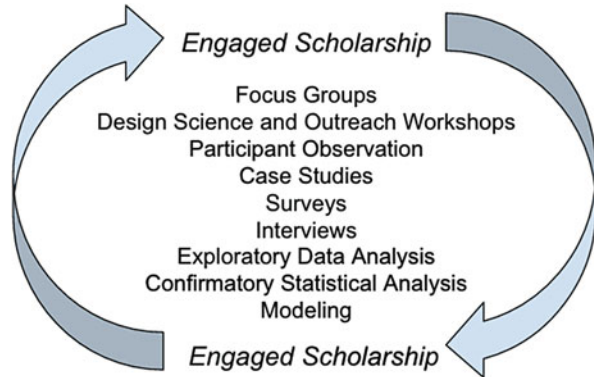 Engaged Scholarship
Focus Groups
Design Science and Outreach Workshops
Participant Observation
Case Studies
Surveys
Interviews
Exploratory Data Analysis
Confirmatory Statistical Analysis
Modeling
Engaged Scholarship